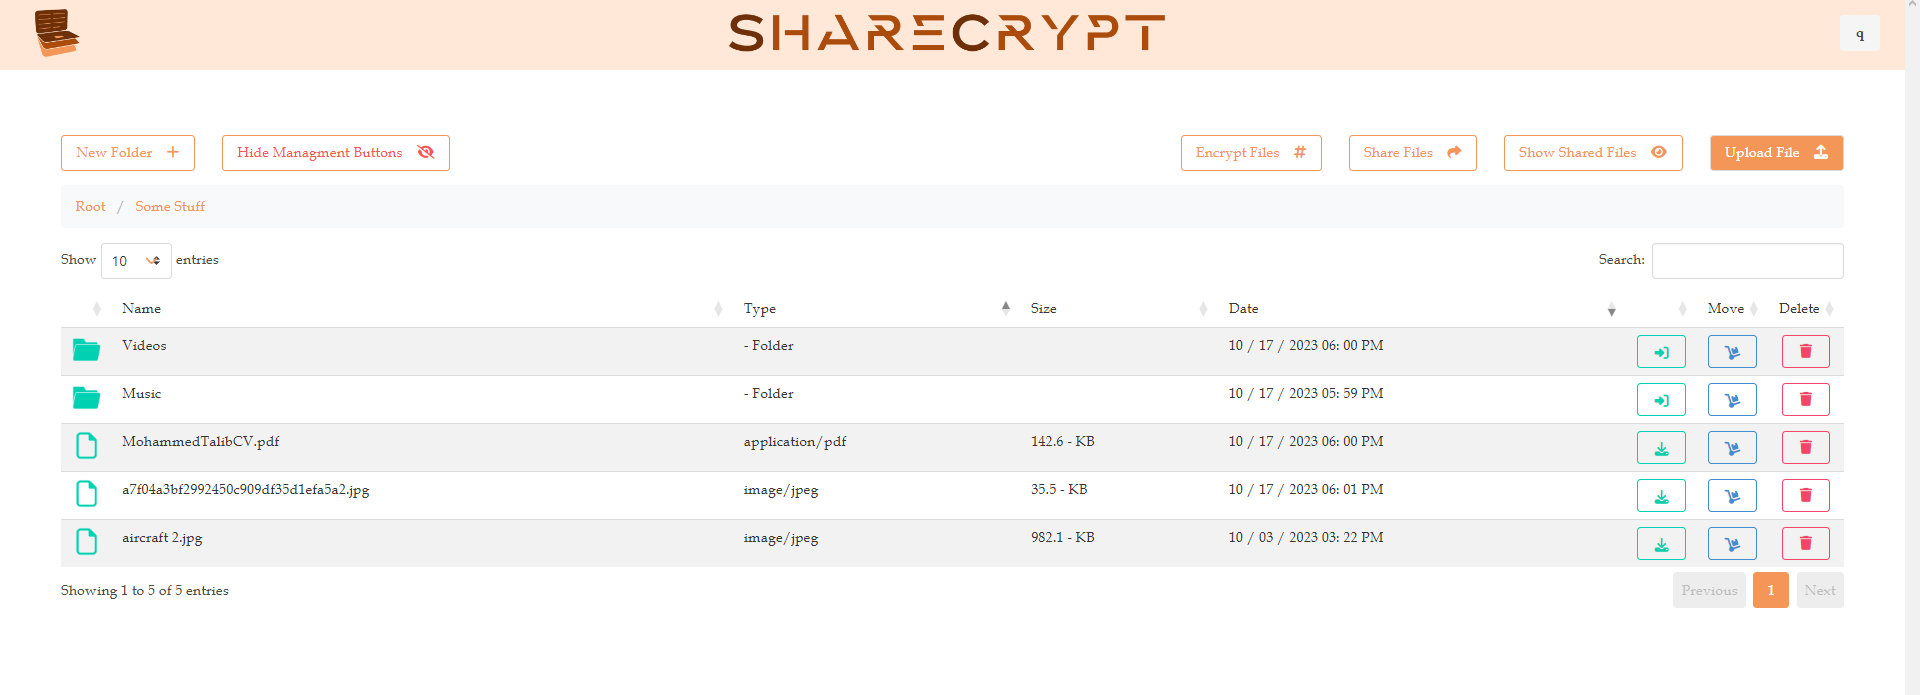 SHARECRYPT
q
New Folder Hide Managment Buttons Encrypt Files Share Files Show Shared Files Upload File
Root / Some Stuff
Show 10 entries Search:
Name Type Size Date Move Delete
Videos - Folder 10 / 17 / 2023 06: 00 PM
Music - Folder 10 / 17 / 2023 05: 59 PM
MohammedTalibCV.pdf application/pdf 142.6 - KB 10 / 17 / 2023 06: 00 PM
a7f04a3bf2992450c909df35d1efa5a2.jpg image/jpeg 35.5 - KB 10 / 17 / 2023 06: 01 PM
aircraft 2.jpg image/jpeg 982.1 - KB 10 / 03 / 2023 03: 22 PM
Showing 1 to 5 of 5 entries Previous 1 Next